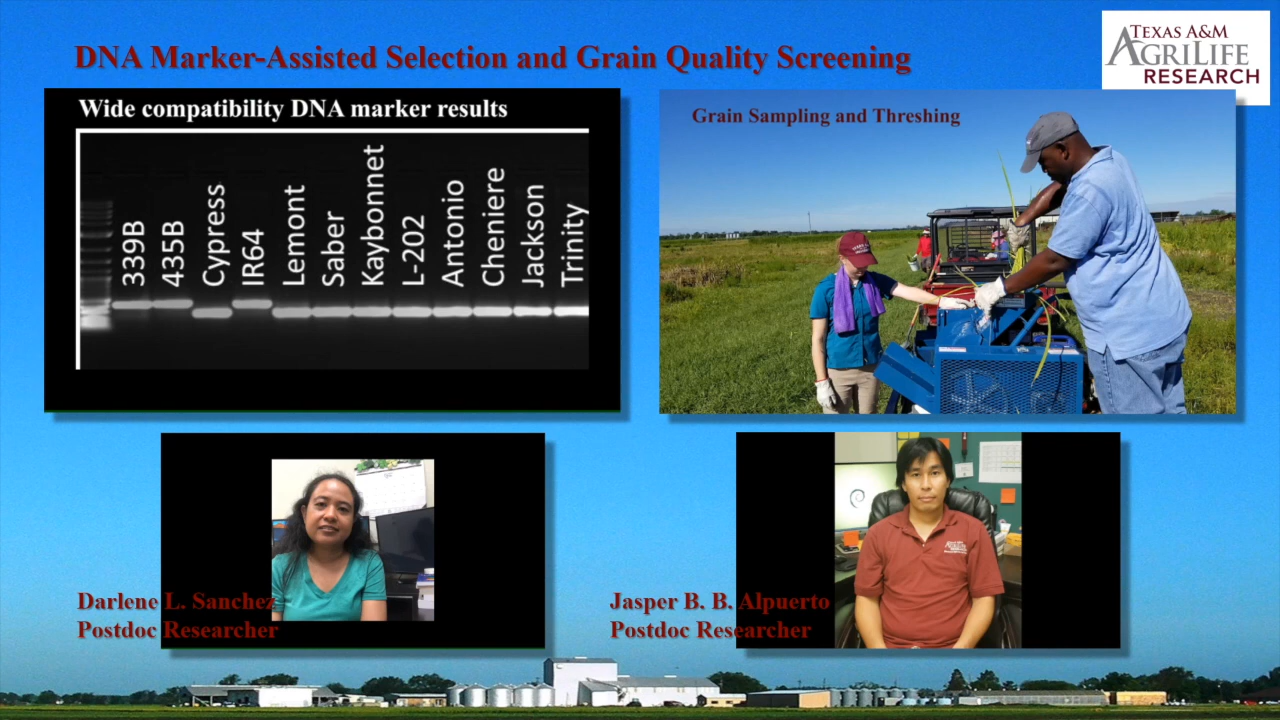 DNA Marker-Assisted Selection and Grain Quality Screening
TEXAS A&M
AGRILIFE
RESEARCH
Wide compatibility DNA marker results
339B
435B
Cypress
IR64
Lemont
Saber
Kaybonnet
L-202
Antonio
Cheniere
Jackson
Trinity
Grain Sampling and Threshing
Darlene L. Sanchez
Postdoc Researcher
Jasper B. B. Alpuerto
Postdoc Researcher